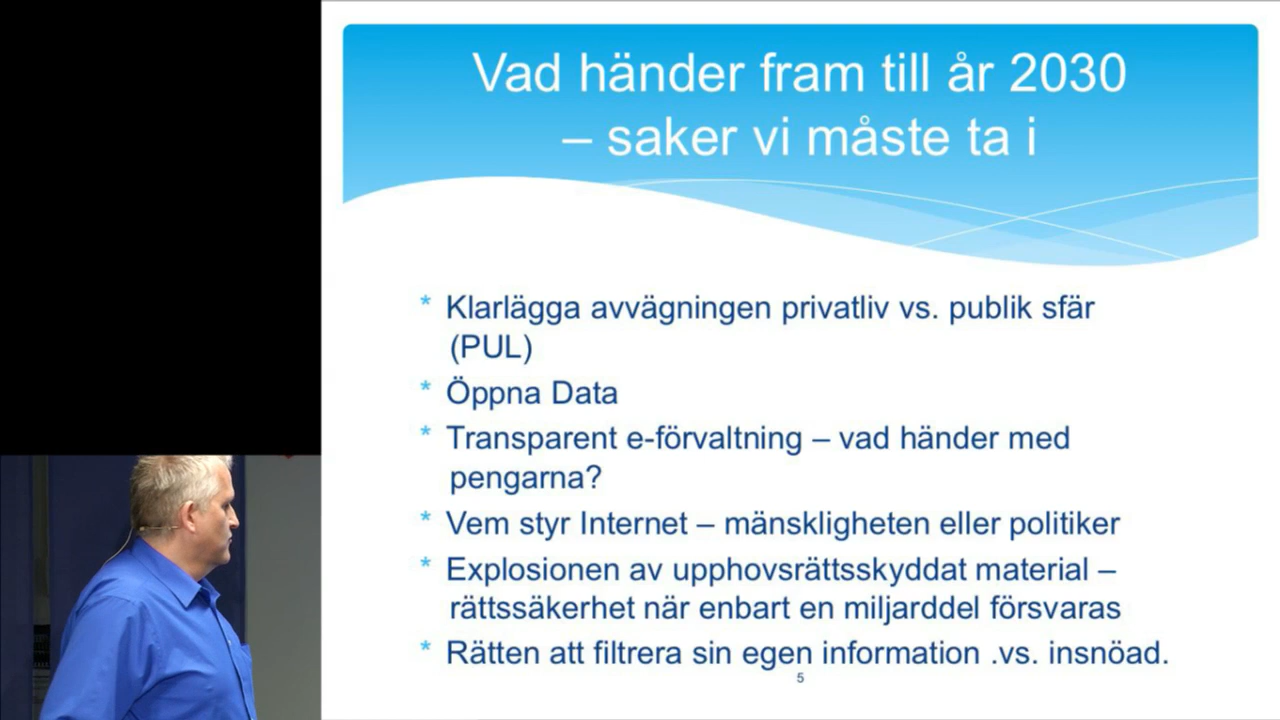 Vad händer fram till år 2030
– saker vi måste ta i
* Klarlägga avvägningen privatliv vs. publik sfär
(PUL)
* Öppna Data
* Transparent e-förvaltning – vad händer med
pengarna?
* Vem styr Internet – mänskligheten eller politiker
* Explosionen av upphovsrättsskyddat material –
rättssäkerhet när enbart en miljarddel försvaras
* Rätten att filtrera sin egen information .vs. insnöad.
5